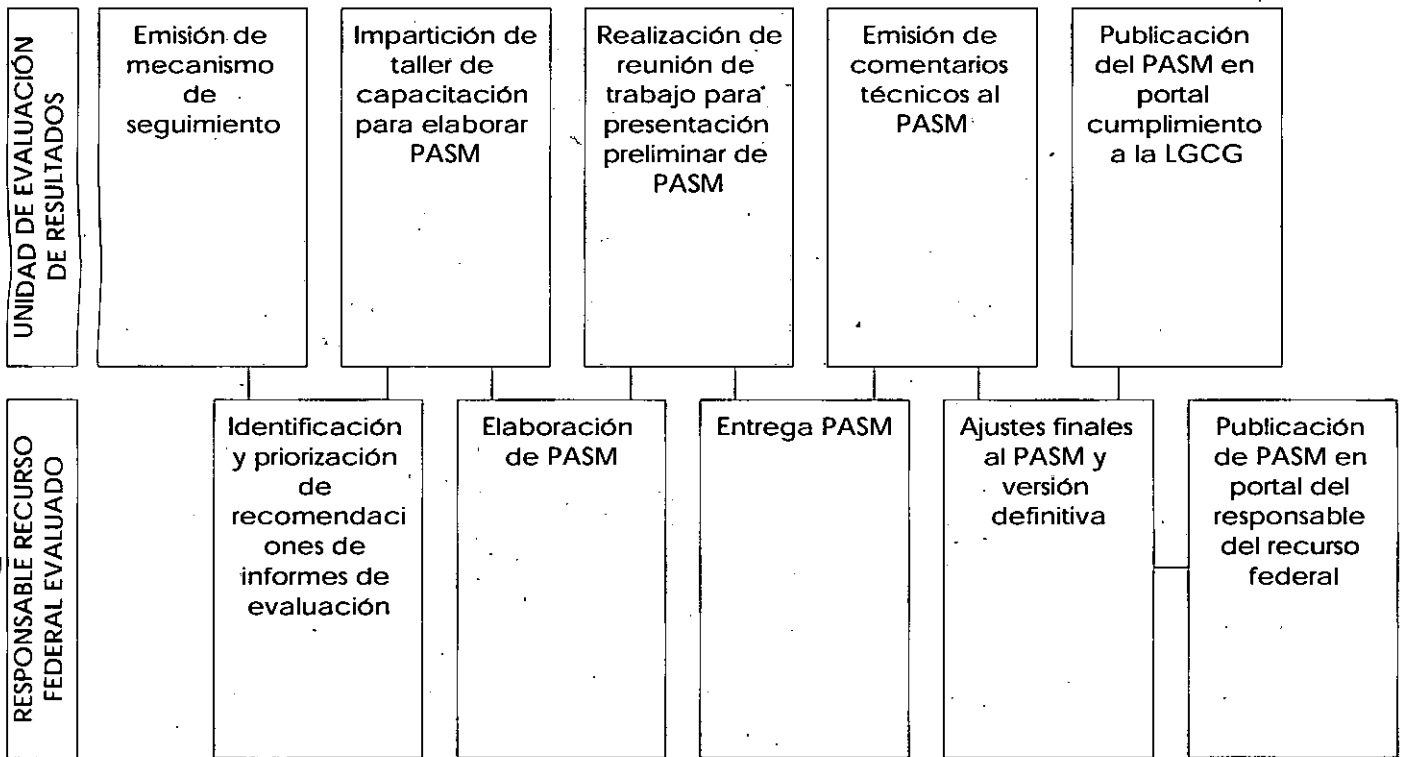 UNIDAD DE EVALUACIÓN
DE RESULTADOS
Emisión de
mecanismo
de
seguimiento
Impartición de
taller de
capacitación
para elaborar
PASM
Realización de
reunión de
trabajo para
presentación
preliminar de
PASM
Emisión de
comentarios
técnicos al
PASM
Publicación
del PASM en
portal
cumplimiento
a la LGCG
RESPONSABLE RECURSO
FEDERAL EVALUADO
Identificación
y priorización
de
recomendaci
ones de
informes de
evaluación
Elaboración
de PASM
Entrega PASM
Ajustes finales
al PASM y
versión
definitiva
Publicación
de PASM en
portal del
responsable
del recurso
federal